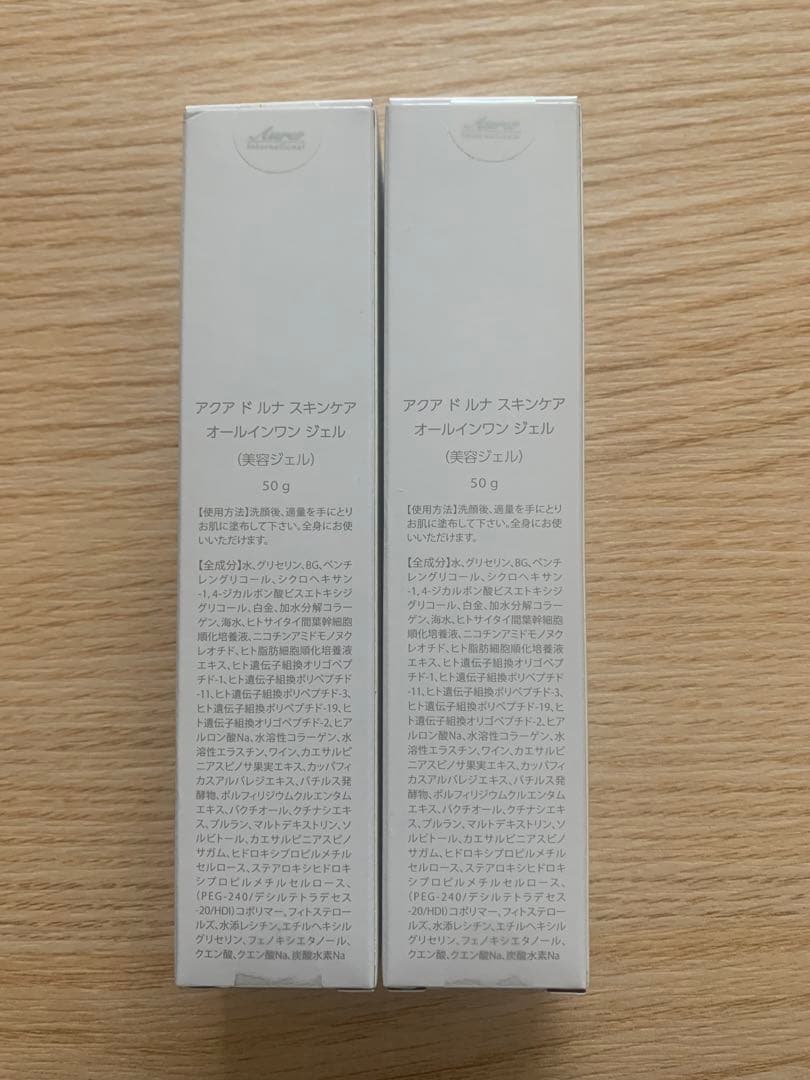 Aurec
International
アクア ド ルナ スキンケア
オールインワン ジェル
(美容ジェル)
50 g
【使用方法】洗顔後、適量を手にとり
お肌に塗布して下さい。全身にお使
いいただけます。
【全成分】水、グリセリン、BG、ペンチ
レングリコール、シクロヘキサン
-1, 4-ジカルボン酸ビスエトキシジ
グリコール、白金、加水分解コラー
ゲン、海水、ヒトサイタイ間葉幹細胞
順化培養液、ニコチンアミドモノヌク
レオチド、ヒト脂肪細胞順化培養液
エキス、ヒト遺伝子組換オリゴペプ
チド-1、ヒト遺伝子組換ポリペプチド
-11、ヒト遺伝子組換ポリペプチド-3、
ヒト遺伝子組換ポリペプチド-19、ヒ
ト遺伝子組換オリゴペプチド-2、ヒア
ルロン酸Na、水溶性コラーゲン、水
溶性エラスチン、ワイン、カエサルピ
ニアスピノサ果実エキス、カッパフィ
カスアルバレジエキス、バチルス発
酵物、ポルフィリジウムクルエンタム
エキス、バクチオール、クチナシエキ
ス、プルラン、マルトデキストリン、ソ
ルビトール、カエサルピニアスピノ
サガム、ヒドロキシプロピルメチル
セルロース、ステアロキシヒドロキ
シプロピルメチルセルロース、
(PEG-240/デシルテトラデセス
-20/HDI)コポリマー、フィトステロー
ルズ、水添レシチン、エチルヘキシル
グリセリン、フェノキシエタノール、
クエン酸、クエン酸Na、炭酸水素Na
International
アクア ド ルナ スキンケア
オールインワン ジェル
(美容ジェル)
50 g
【使用方法】洗顔後、適量を手にとり
お肌に塗布して下さい。全身にお使
いいただけます。
【全成分】水、グリセリン、BG、ペンチ
レングリコール、シクロヘキサン
-1, 4-ジカルボン酸ビスエトキシジ
グリコール、白金、加水分解コラー
ゲン、海水、ヒトサイタイ間葉幹細胞
順化培養液、ニコチンアミドモノヌク
レオチド、ヒト脂肪細胞順化培養液
エキス、ヒト遺伝子組換オリゴペプ
チド-1、ヒト遺伝子組換ポリペプチド
-11、ヒト遺伝子組換ポリペプチド-3、
ヒト遺伝子組換ポリペプチド-19、ヒ
ト遺伝子組換オリゴペプチド-2、ヒア
ルロン酸Na、水溶性コラーゲン、水
溶性エラスチン、ワイン、カエサルピ
ニアスピノサ果実エキス、カッパフィ
カスアルバレジエキス、バチルス発
酵物、ポルフィリジウムクルエンタム
エキス、バクチオール、クチナシエキ
ス、プルラン、マルトデキストリン、ソ
ルビトール、カエサルピニアスピノ
サガム、ヒドロキシプロピルメチル
セルロース、ステアロキシヒドロキ
シプロピルメチルセルロース、
(PEG-240/デシルテトラデセス
-20/HDI)コポリマー、フィトステロー
ルズ、水添レシチン、エチルヘキシル
グリセリン、フェノキシエタノール、
クエン酸、クエン酸Na、炭酸水素Na